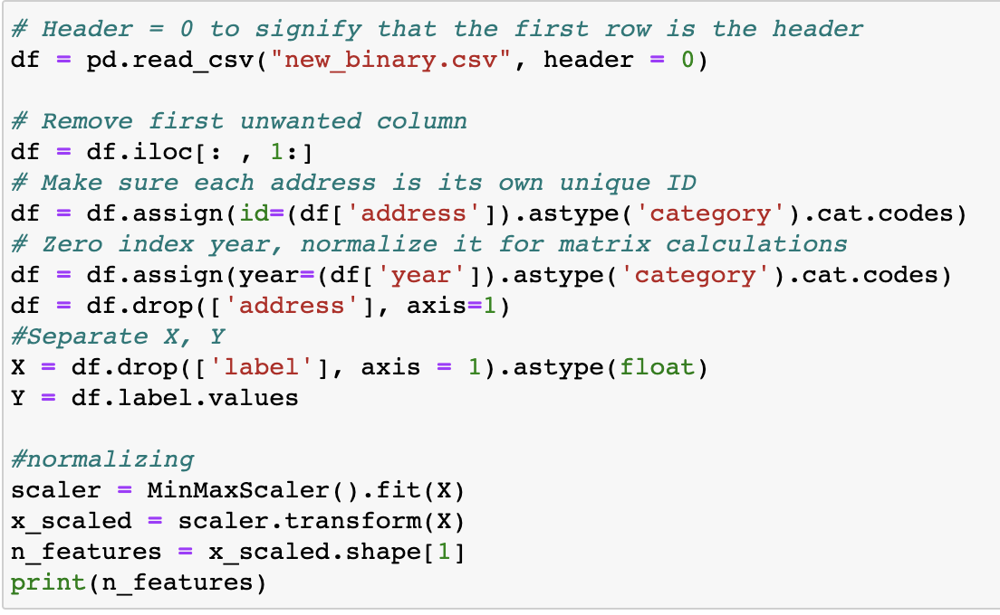 # Header = 0 to signify that the first row is the header
df = pd.read_csv("new_binary.csv", header = 0)
# Remove first unwanted column
df = df.iloc[: , 1:]
# Make sure each address is its own unique ID
df = df.assign(id=(df['address']).astype('category').cat.codes)
# Zero index year, normalize it for matrix calculations
df = df.assign(year=(df['year']).astype('category').cat.codes)
df = df.drop(['address'], axis=1)
#Separate X, Y
X = df.drop(['label'], axis = 1).astype(float)
Y = df.label.values
#normalizing
scaler = MinMaxScaler().fit(X)
x_scaled = scaler.transform(X)
n_features = x_scaled.shape[1]
print(n_features)